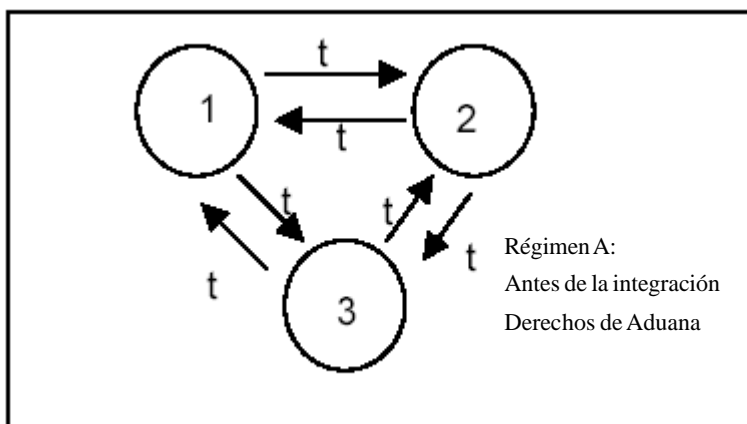 t
1
2
t
t
t
t
t
3
Régimen A:
Antes de la integración
Derechos de Aduana